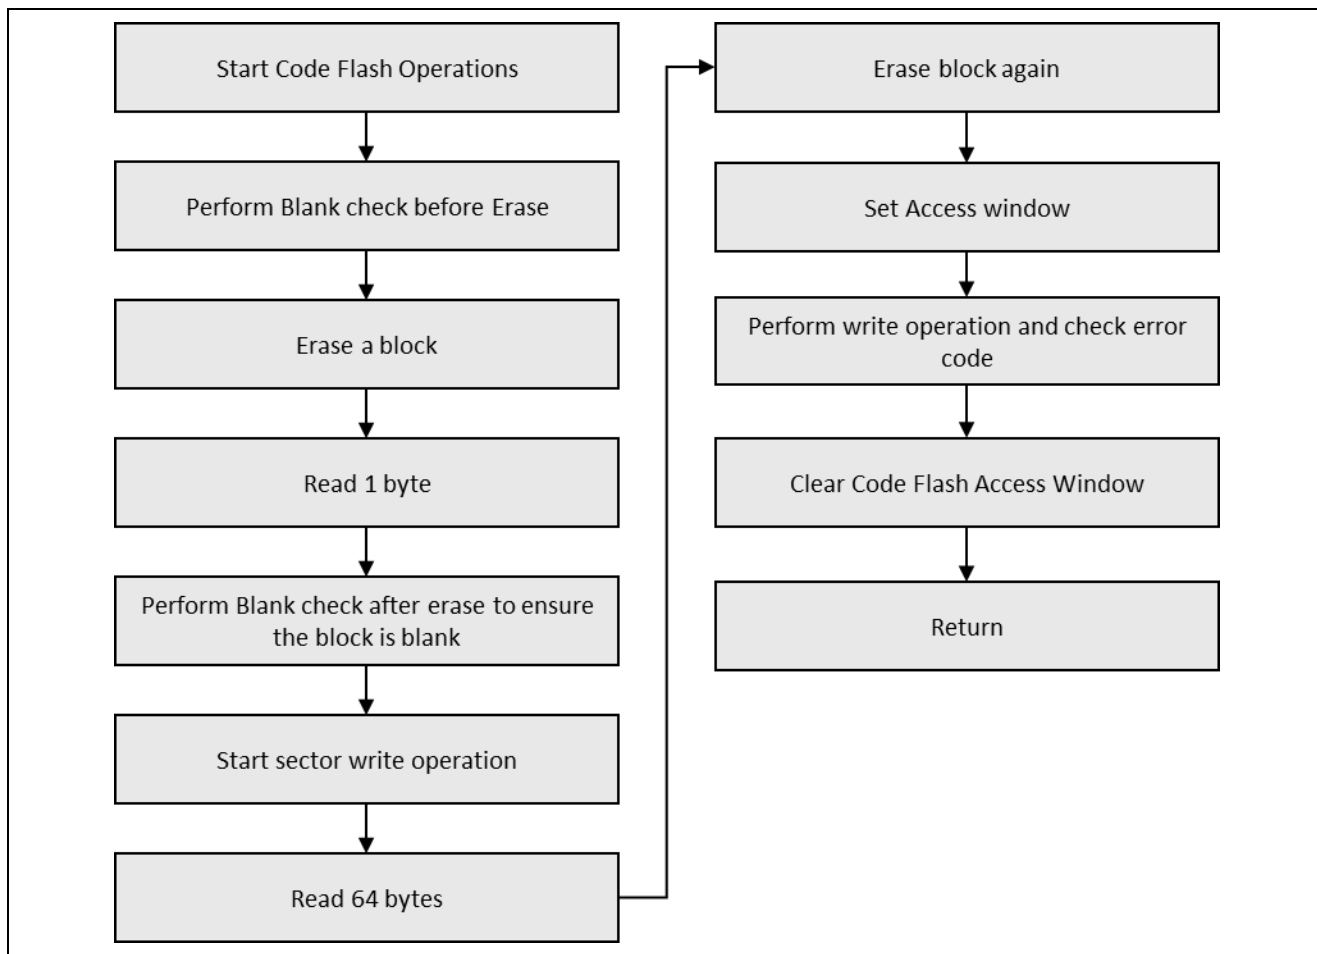 Start Code Flash Operations
Perform Blank check before Erase
Erase a block
Read 1 byte
Perform Blank check after erase to ensure
the block is blank
Start sector write operation
Read 64 bytes
Erase block again
Set Access window
Perform write operation and check error
code
Clear Code Flash Access Window
Return